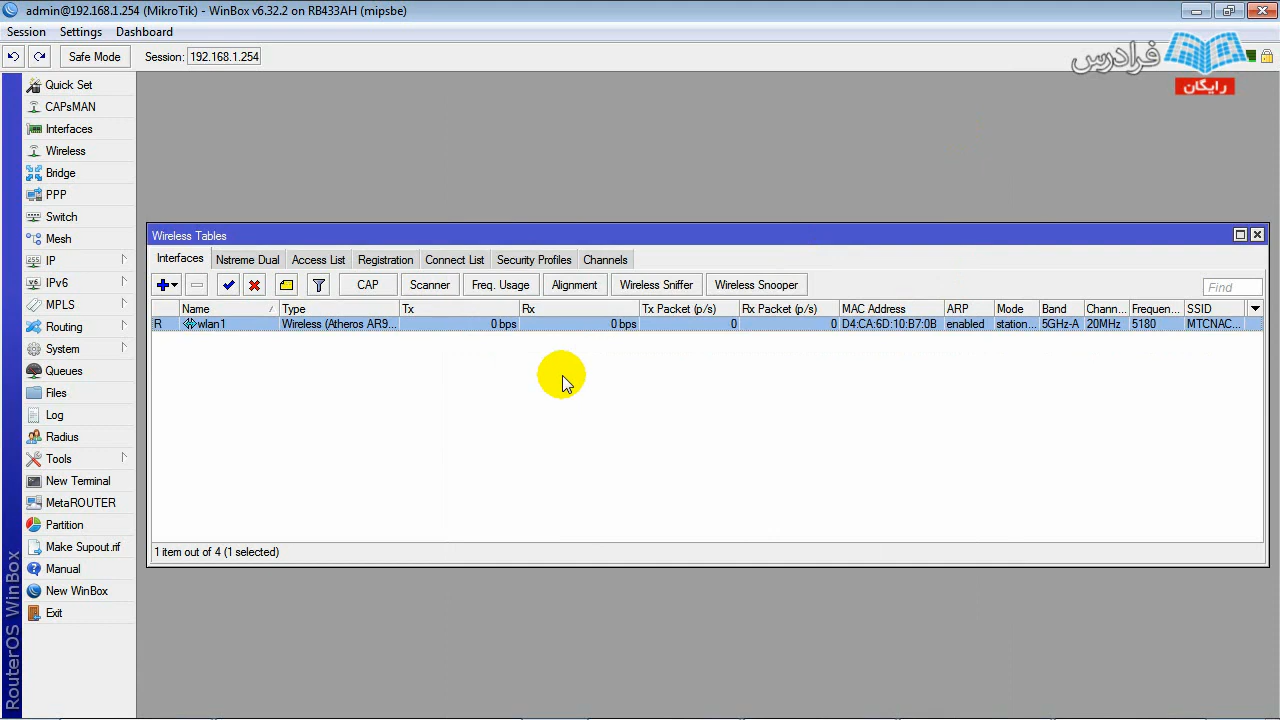 admin@192.168.1.254 (MikroTik) - WinBox v6.32.2 on RB433AH (mipsbe)
Session Settings Dashboard
Safe Mode Session: 192.168.1.254
فرادرس
رایگان
Quick Set
CAPsMAN
Interfaces
Wireless
Bridge
PPP
Switch
Mesh
IP
IPv6
MPLS
Routing
System
Queues
Files
Log
Radius
Tools
New Terminal
MetaROUTER
Partition
Make Supout.rif
Manual
New WinBox
Exit
RouterOS WinBox
Wireless Tables
Interfaces Nstreme Dual Access List Registration Connect List Security Profiles Channels
CAP Scanner Freq. Usage Alignment Wireless Sniffer Wireless Snooper Find
Name Type Tx Rx Tx Packet (p/s) Rx Packet (p/s) MAC Address ARP Mode Band Chann... Frequen... SSID
R wlan1 Wireless (Atheros AR9... 0 bps 0 bps 0 0 D4:CA:6D:10:B7:0B enabled station... 5GHz-A 20MHz 5180 MTCNAC...
1 item out of 4 (1 selected)